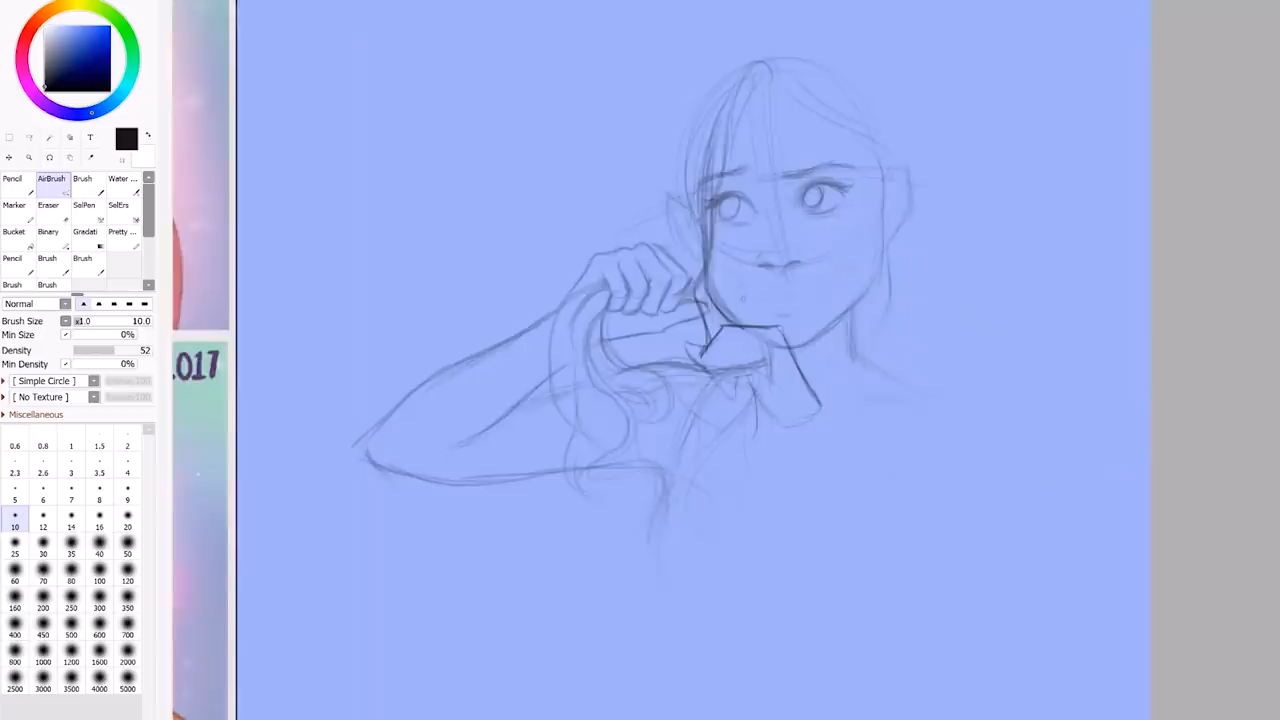 T
Pencil AirBrush Brush Water ...
Marker Eraser SelPen SelErs
Bucket Binary Gradati Pretty ...
Pencil Brush Brush
Brush Brush
Normal
Brush Size x1.0 10.0
Min Size 0%
Density 52
Min Density 0%
[ Simple Circle ]
[ No Texture ]
Miscellaneous
.017
0.6 0.8 1 1.5 2
2.3 2.6 3 3.5 4
5 6 7 8 9
10 12 14 16 20
25 30 35 40 50
60 70 80 100 120
160 200 250 300 350
400 450 500 600 700
800 1000 1200 1600 2000
2500 3000 3500 4000 5000